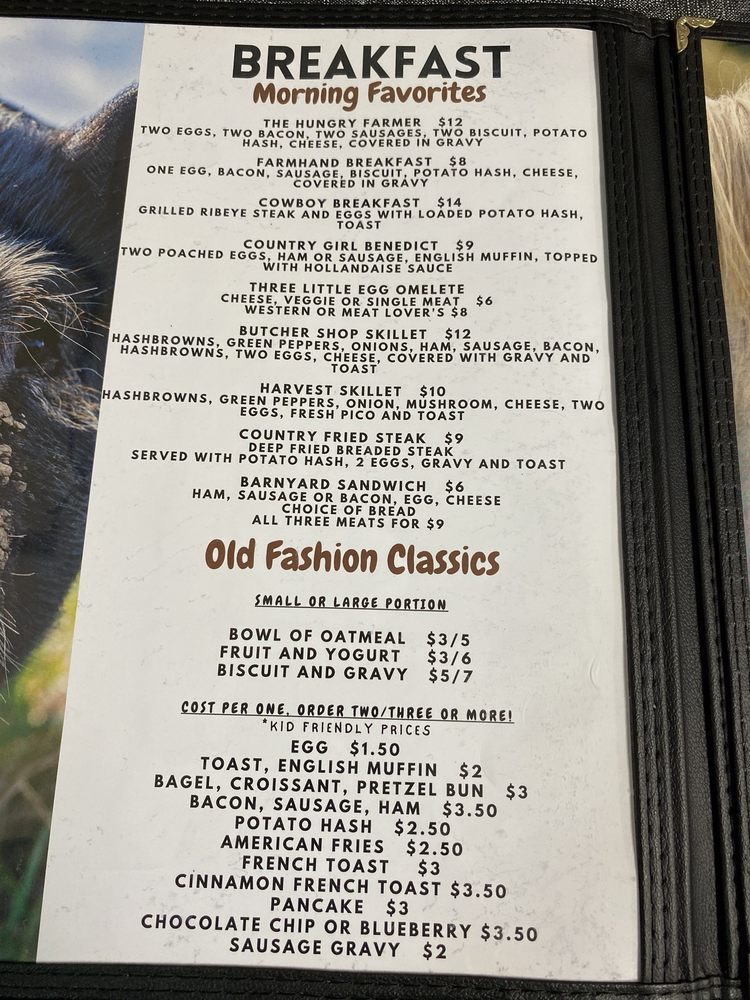 BREAKFAST
Morning Favorites
THE HUNGRY FARMER $12
TWO EGGS, TWO BACON, TWO SAUSAGES, TWO BISCUIT, POTATO
HASH, CHEESE, COVERED IN GRAVY
FARMHAND BREAKFAST $8
ONE EGG, BACON, SAUSAGE, BISCUIT, POTATO HASH, CHEESE,
COVERED IN GRAVY
COWBOY BREAKFAST $14
GRILLED RIBEYE STEAK AND EGGS WITH LOADED POTATO HASH,
TOAST
COUNTRY GIRL BENEDICT $9
TWO POACHED EGGS, HAM OR SAUSAGE, ENGLISH MUFFIN, TOPPED
WITH HOLLANDAISE SAUCE
THREE LITTLE EGG OMELETE
CHEESE, VEGGIE OR SINGLE MEAT $6
WESTERN OR MEAT LOVER'S $8
BUTCHER SHOP SKILLET $12
HASHBROWNS, GREEN PEPPERS, ONIONS, HAM, SAUSAGE, BACON,
HASHBROWNS, TWO EGGS, CHEESE, COVERED WITH GRAVY AND
TOAST
HARVEST SKILLET $10
HASHBROWNS, GREEN PEPPERS, ONION, MUSHROOM, CHEESE, TWO
EGGS, FRESH PICO AND TOAST
COUNTRY FRIED STEAK $9
DEEP FRIED BREADED STEAK
SERVED WITH POTATO HASH, 2 EGGS, GRAVY AND TOAST
BARNYARD SANDWICH $6
HAM, SAUSAGE OR BACON, EGG, CHEESE
CHOICE OF BREAD
ALL THREE MEATS FOR $9
Old Fashion Classics
SMALL OR LARGE PORTION
BOWL OF OATMEAL $3/5
FRUIT AND YOGURT $3/6
BISCUIT AND GRAVY $5/7
COST PER ONE, ORDER TWO/THREE OR MORE!
*KID FRIENDLY PRICES
EGG $1.50
TOAST, ENGLISH MUFFIN $2
BAGEL, CROISSANT, PRETZEL BUN $3
BACON, SAUSAGE, HAM $3.50
POTATO HASH $2.50
AMERICAN FRIES $2.50
FRENCH TOAST $3
CINNAMON FRENCH TOAST $3.50
PANCAKE $3
CHOCOLATE CHIP OR BLUEBERRY $3.50
SAUSAGE GRAVY $2